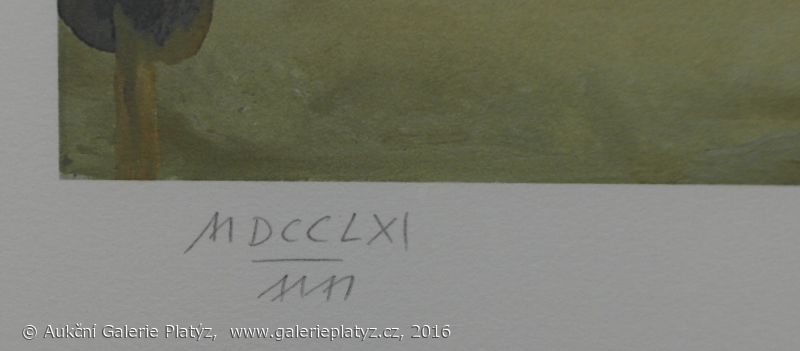 MDCCLXI
MM
© Aukční Galerie Platýz, www.galerieplatyz.cz, 2016